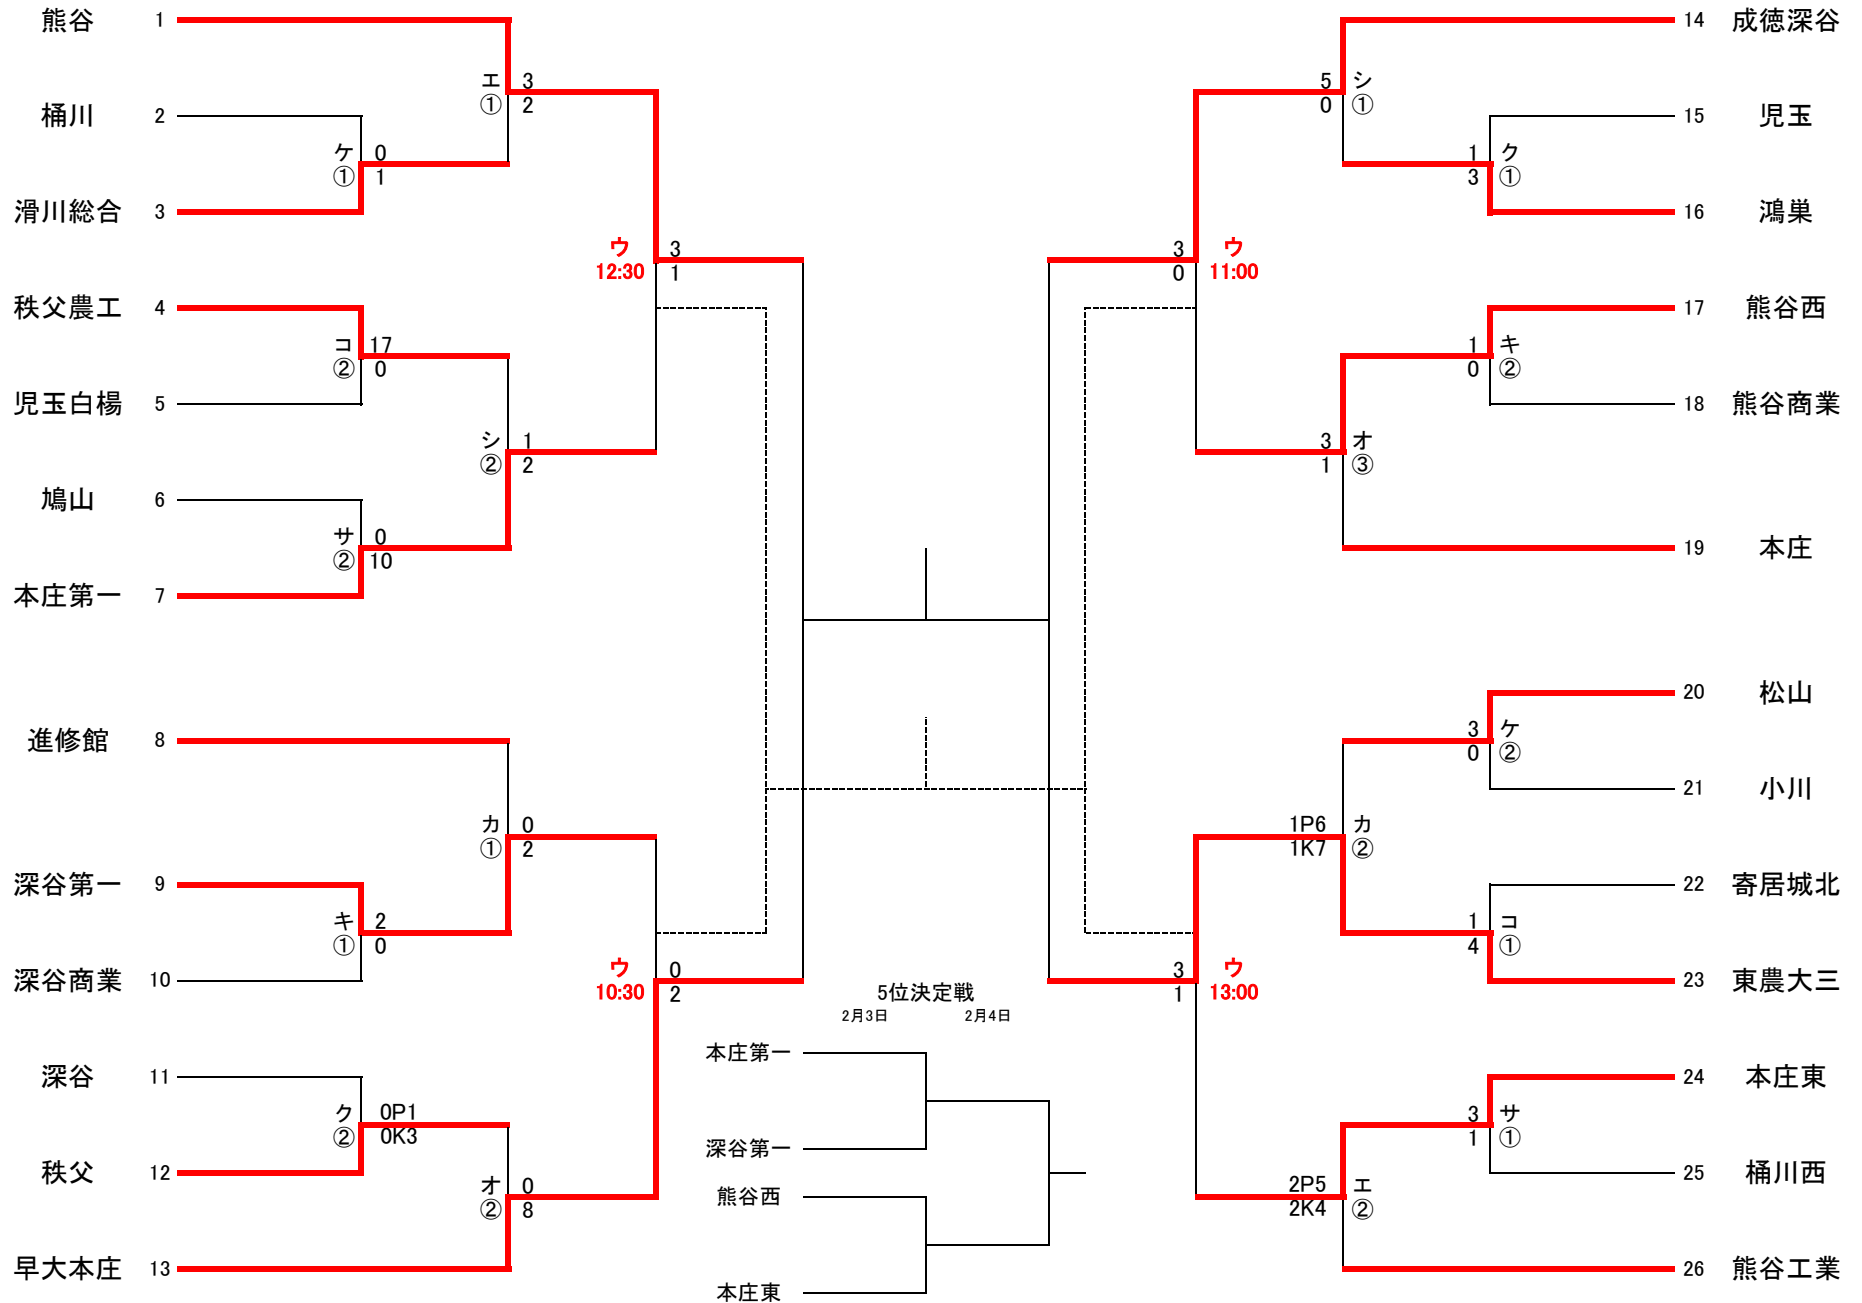 熊谷 1
桶川 2
滑川総合 3
秩父農工 4
児玉白楊 5
鳩山 6
本庄第一 7
進修館 8
深谷第一 9
深谷商業 10
深谷 11
秩父 12
早大本庄 13
エ 3
① 2
ケ 0
① 1
コ 17
② 0
シ 1
② 2
サ 0
② 10
カ 0
① 2
キ 2
① 0
ク 0P1
② 0K3
オ 0
② 8
ウ 3
12:30 1
ウ 0
10:30 2
14 成徳深谷
15 児玉
16 鴻巣
17 熊谷西
18 熊谷商業
19 本庄
20 松山
21 小川
22 寄居城北
23 東農大三
24 本庄東
25 桶川西
26 熊谷工業
5 シ
0 ①
1 ク
3 ①
1 キ
0 ②
3 オ
1 ③
3 ケ
0 ②
1P6 カ
1K7 ②
1 コ
4 ①
3 サ
1 ①
2P5 エ
2K4 ②
3 ウ
0 11:00
3 ウ
1 13:00
5位決定戦
2月3日 2月4日
本庄第一
深谷第一
熊谷西
本庄東